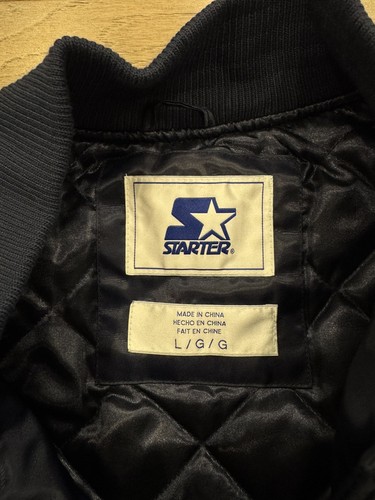 STARTER®
MADE IN CHINA
HECHO EN CHINA
FAIT EN CHINE
L/G/G